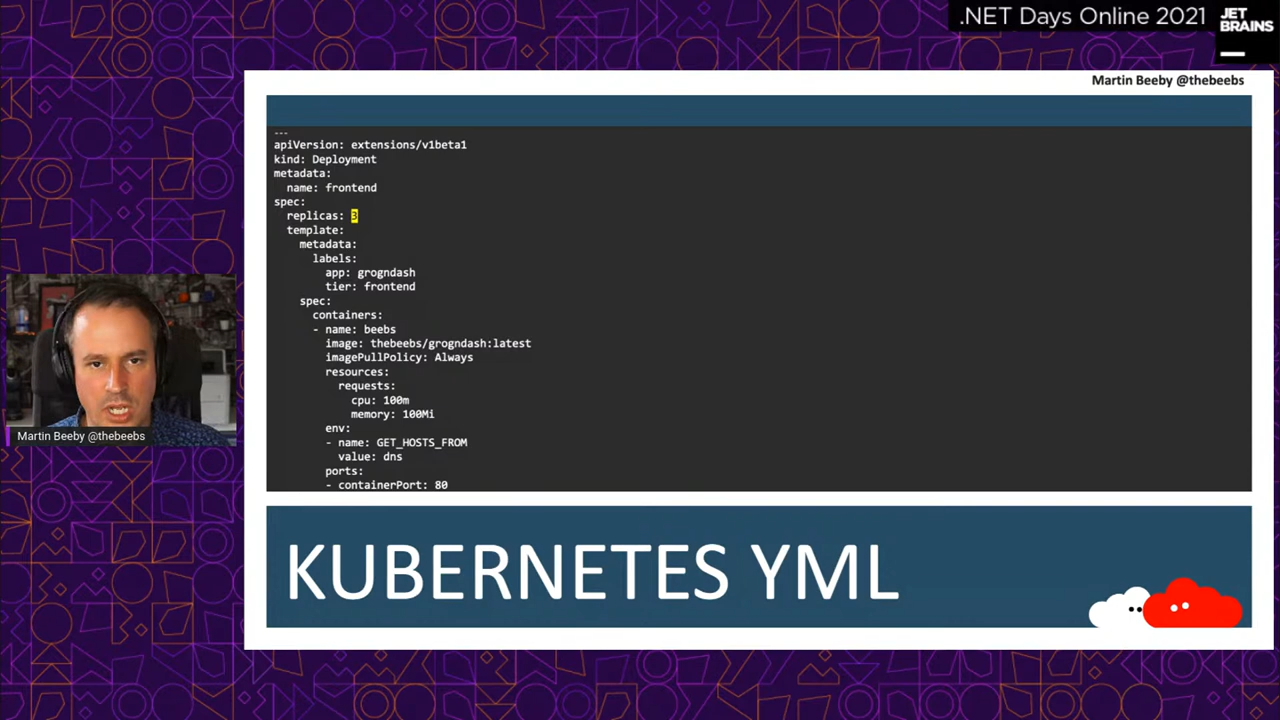 .NET Days Online 2021
JET
BRAINS
Martin Beeby @thebeebs
---
apiVersion: extensions/v1beta1
kind: Deployment
metadata:
  name: frontend
spec:
  replicas: 3
  template:
    metadata:
      labels:
        app: grogndash
        tier: frontend
    spec:
      containers:
      - name: beebs
        image: thebeebs/grogndash:latest
        imagePullPolicy: Always
        resources:
          requests:
            cpu: 100m
            memory: 100Mi
        env:
        - name: GET_HOSTS_FROM
          value: dns
        ports:
        - containerPort: 80
Martin Beeby @thebeebs
KUBERNETES YML